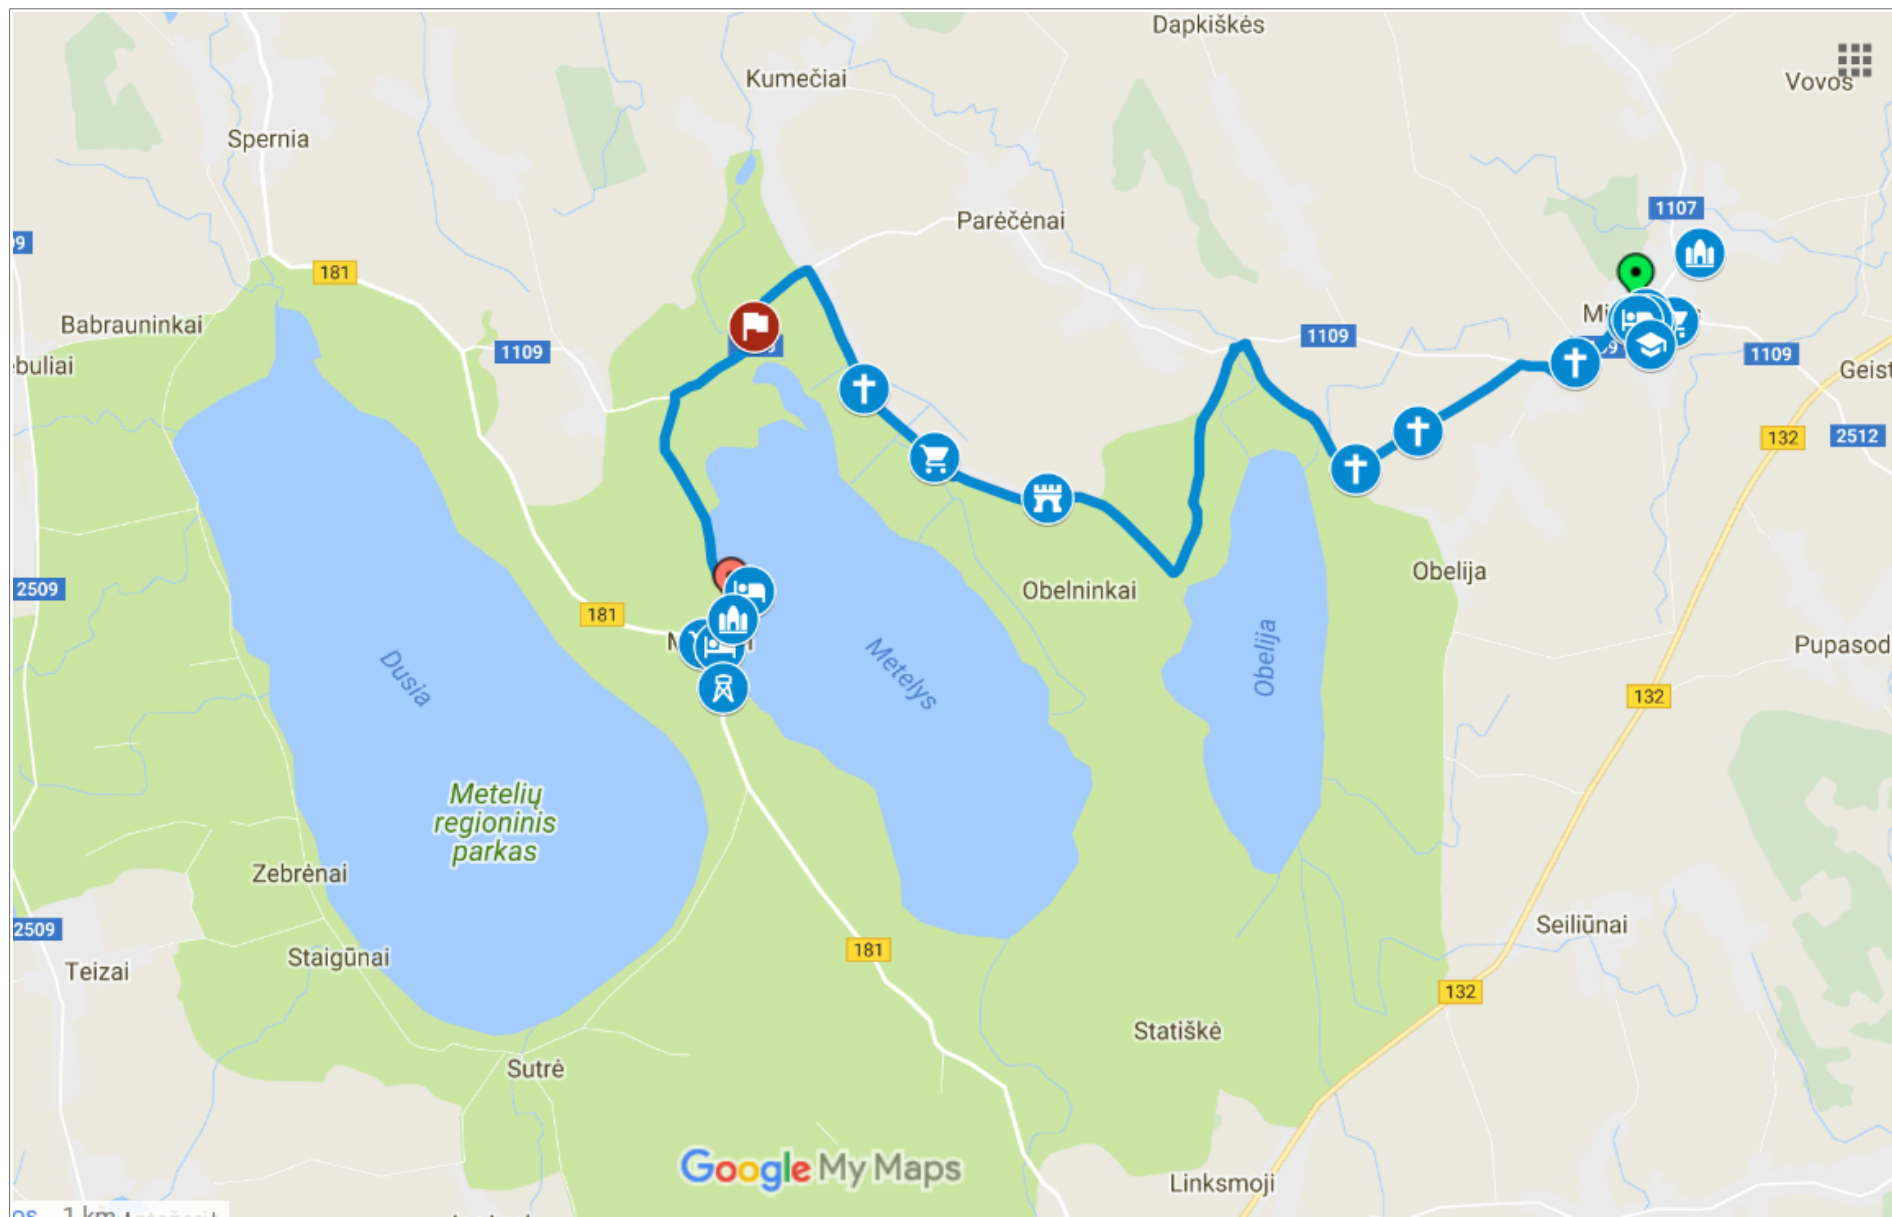 Dapkiškės
Kumečiai
Vovos
Spernia
1107
Parėčėnai
181
Babrauninkai
1109
1109
1109
Geist
132
2512
2509
Obelija
Obelninkai
181
Pupasod
Dusia
Metelys
Obelija
132
Metelių
regioninis
parkas
Zebrėnai
2509
Seiliūnai
Staigūnai
181
Teizai
132
Statiškė
Sutrė
Google My Maps
Linksmoji
1 km